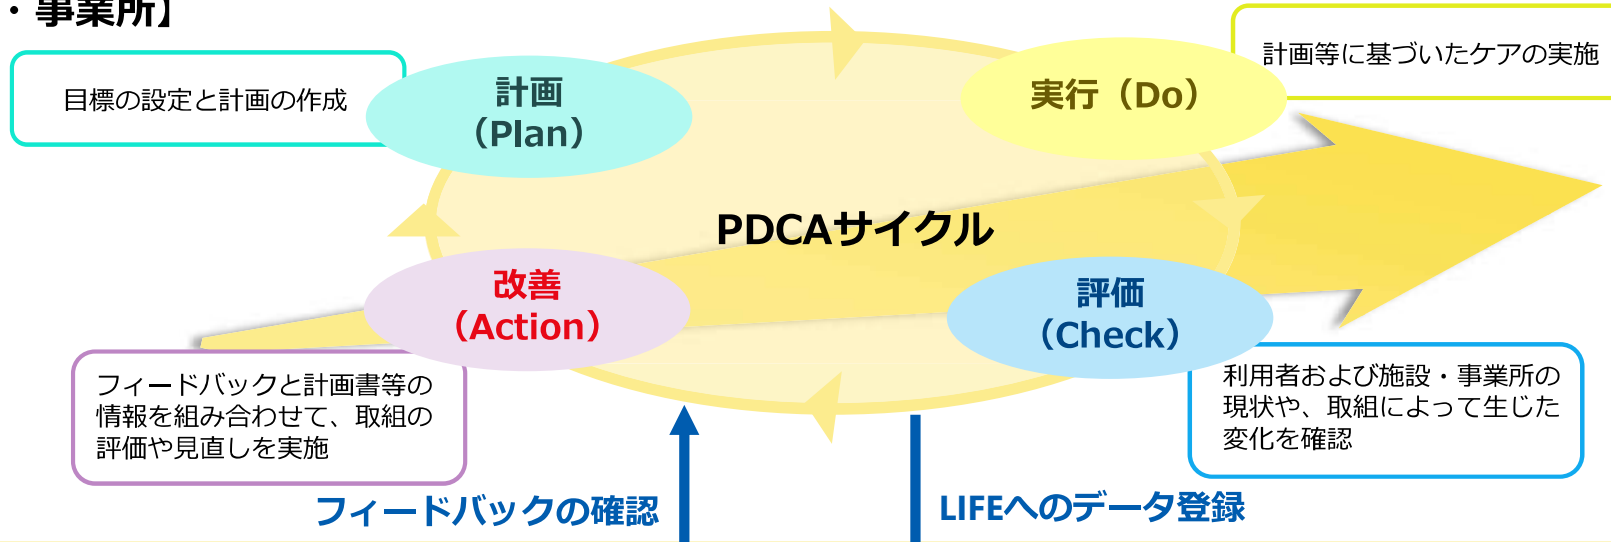 ・事業所】
目標の設定と計画の作成
計画
（Plan）
実行（Do）
計画等に基づいたケアの実施
PDCAサイクル
改善
（Action）
評価
（Check）
フィードバックと計画書等の
情報を組み合わせて、取組の
評価や見直しを実施
利用者および施設・事業所の
現状や、取組によって生じた
変化を確認
フィードバックの確認
LIFEへのデータ登録